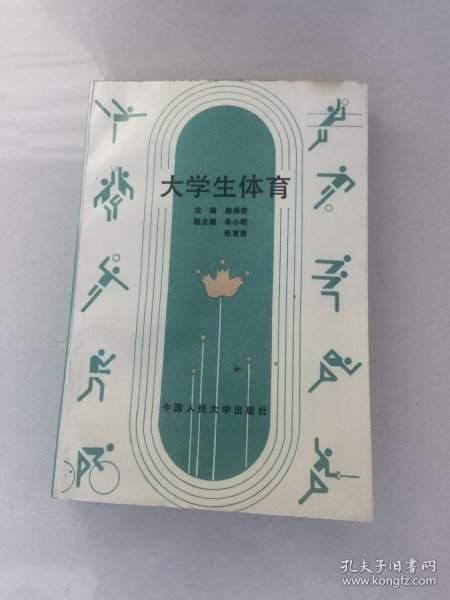 大学生体育
主 编 赵经宏
副主编 朱小明
张育青
中国人民大学出版社
孔夫子旧书网
www.kongfz.com